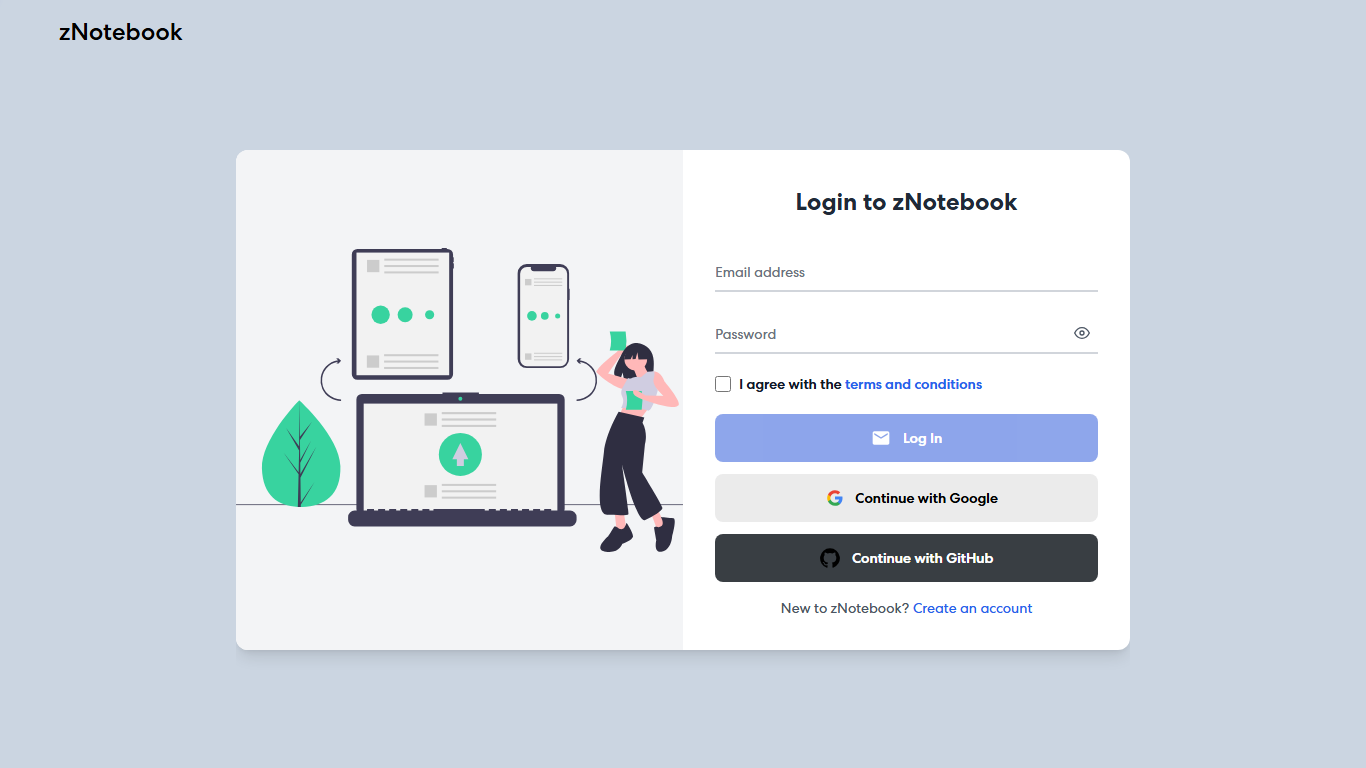 zNotebook
Login to zNotebook
Email address
Password
I agree with the terms and conditions
Log In
Continue with Google
Continue with GitHub
New to zNotebook? Create an account